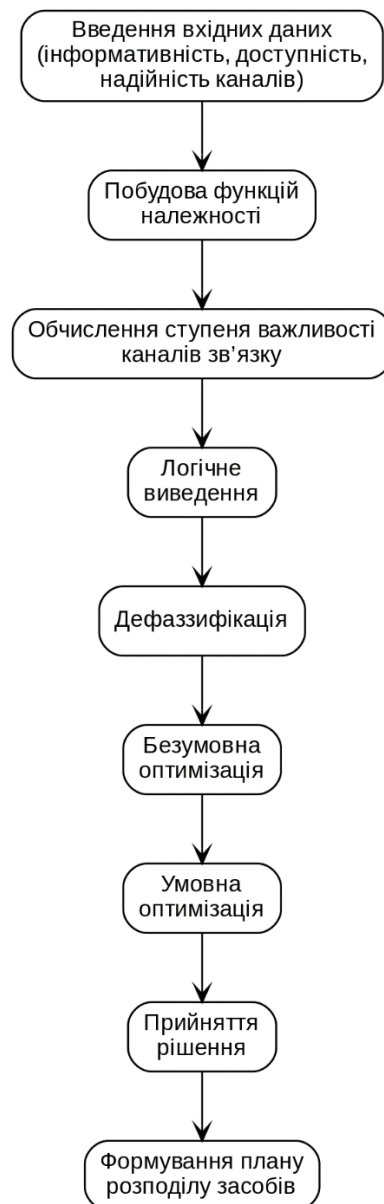 Введення вхідних даних
(інформативність, доступність,
надійність каналів)
Побудова функцій
належності
Обчислення ступеня важливості
каналів зв’язку
Логічне
виведення
Дефаззифікація
Безумовна
оптимізація
Умовна
оптимізація
Прийняття
рішення
Формування плану
розподілу засобів